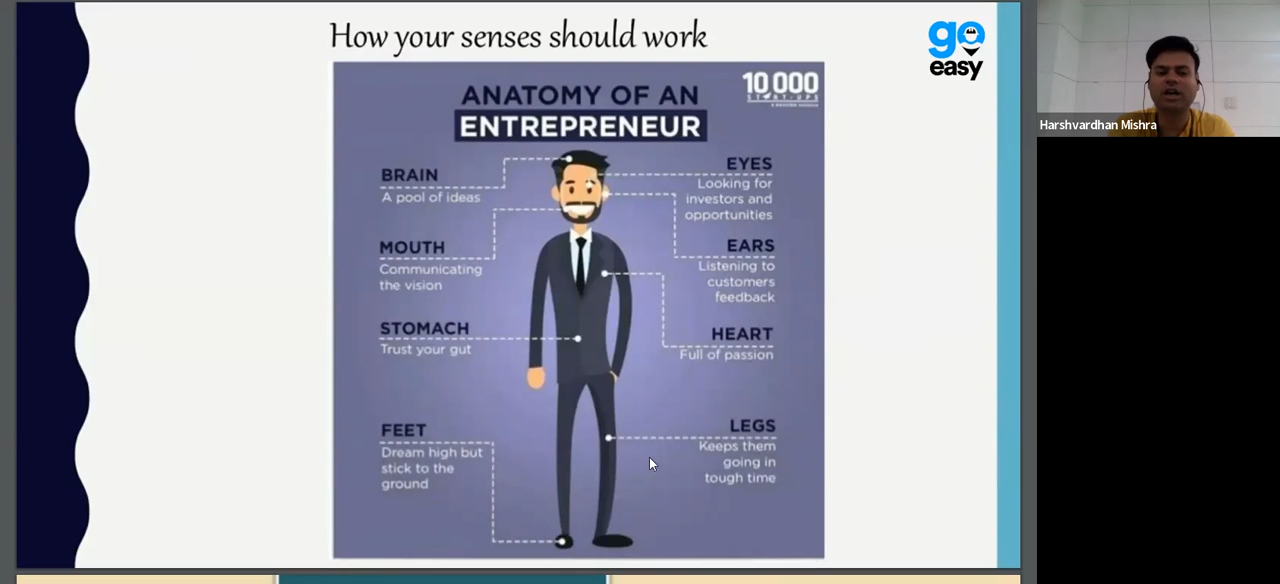 How your senses should work
go
easy
10,000
START-UPS
ANATOMY OF AN
ENTREPRENEUR
BRAIN
A pool of ideas
MOUTH
Communicating
the vision
STOMACH
Trust your gut
FEET
Dream high but
stick to the
ground
EYES
Looking for
investors and
opportunities
EARS
Listening to
customers
feedback
HEART
Full of passion
LEGS
Keeps them
going in
tough time
Harshvardhan Mishra